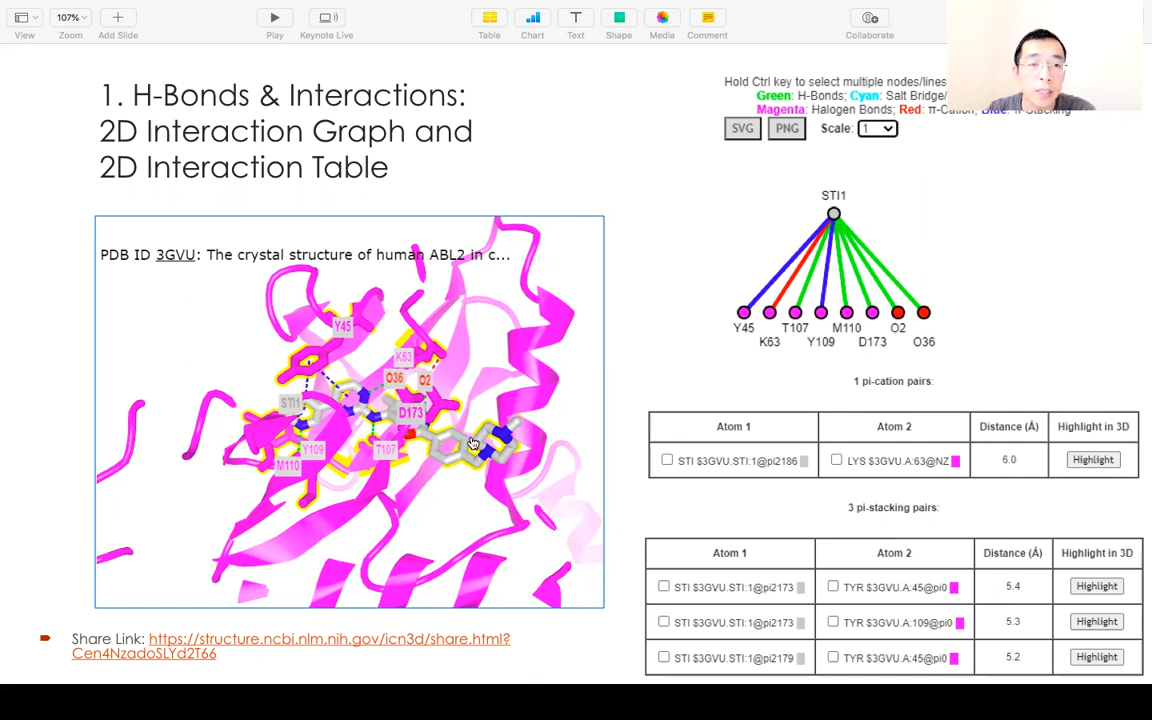 107%
View
Zoom
Add Slide
Play
Keynote Live
Table
Chart
Text
Shape
Media
Comment
Collaborate
1. H-Bonds & Interactions:
2D Interaction Graph and
2D Interaction Table
PDB ID 3GVU: The crystal structure of human ABL2 in c...
Y45
K63
O36
O2
STI1
D173
Y109
T107
M110
Share Link: https://structure.ncbi.nlm.nih.gov/icn3d/share.html?
Cen4NzadoSLYd2T66
Hold Ctrl key to select multiple nodes/lines
Green: H-Bonds; Cyan: Salt Bridge/
Magenta: Halogen Bonds; Red: π-Cation; Blue: π-Stacking
SVG PNG Scale: 1
STI1
Y45 T107 M110 O2
K63 Y109 D173 O36
1 pi-cation pairs:
Atom 1 Atom 2 Distance (Å) Highlight in 3D
STI $3GVU.STI:1@pi2186 LYS $3GVU.A:63@NZ 6.0 Highlight
3 pi-stacking pairs:
Atom 1 Atom 2 Distance (Å) Highlight in 3D
STI $3GVU.STI:1@pi2173 TYR $3GVU.A:45@pi0 5.4 Highlight
STI $3GVU.STI:1@pi2173 TYR $3GVU.A:109@pi0 5.3 Highlight
STI $3GVU.STI:1@pi2179 TYR $3GVU.A:45@pi0 5.2 Highlight